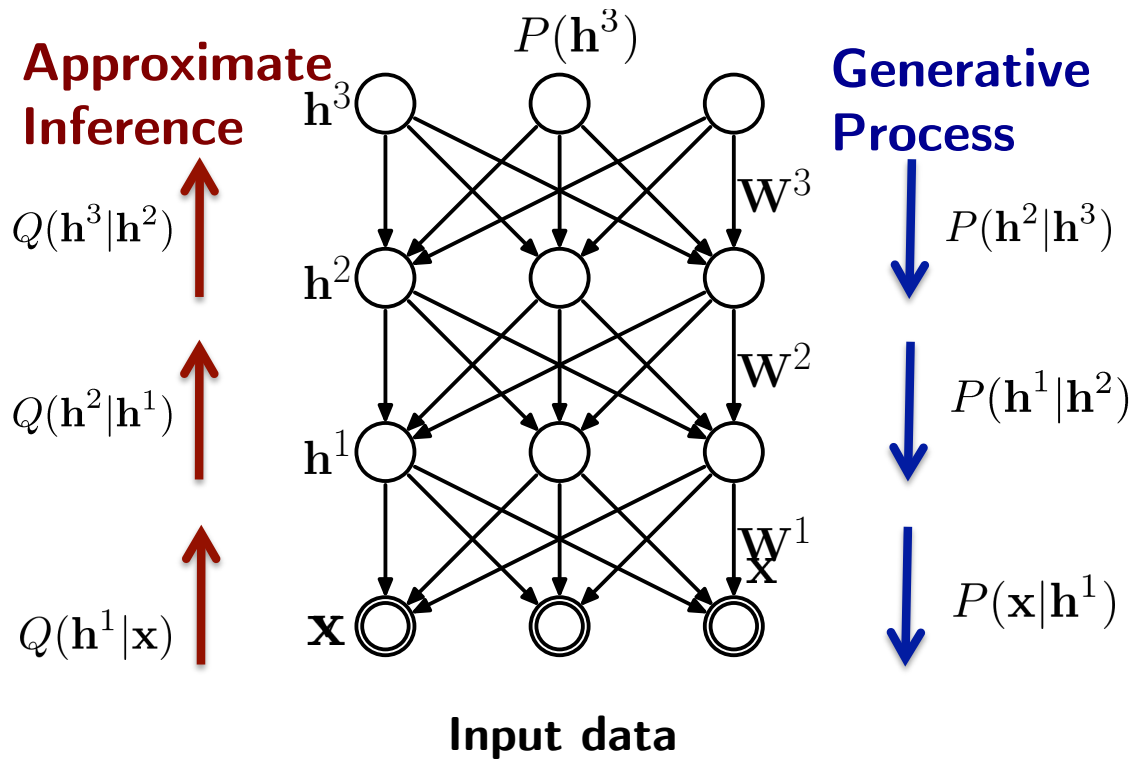 Approximate
Inference
P(h³)
Generative
Process
h³
W³
Q(h³|h²)
P(h²|h³)
h²
W²
Q(h²|h¹)
P(h¹|h²)
h¹
W¹
x
Q(h¹|x)
x
P(x|h¹)
Input data